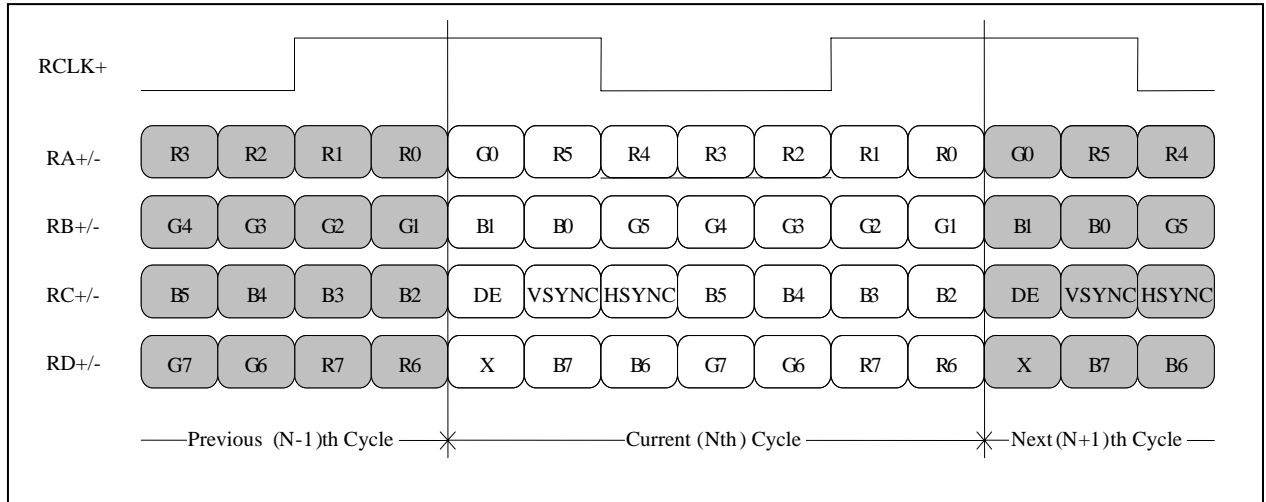 RCLK+
RA+/- R3 R2 R1 R0 G0 R5 R4 R3 R2 R1 R0 G0 R5 R4
RB+/- G4 G3 G2 G1 B1 B0 G5 G4 G3 G2 G1 B1 B0 G5
RC+/- B5 B4 B3 B2 DE VSYNC HSYNC B5 B4 B3 B2 DE VSYNC HSYNC
RD+/- G7 G6 R7 R6 X B7 B6 G7 G6 R7 R6 X B7 B6
Previous (N-1)th Cycle Current (Nth) Cycle Next (N+1)th Cycle